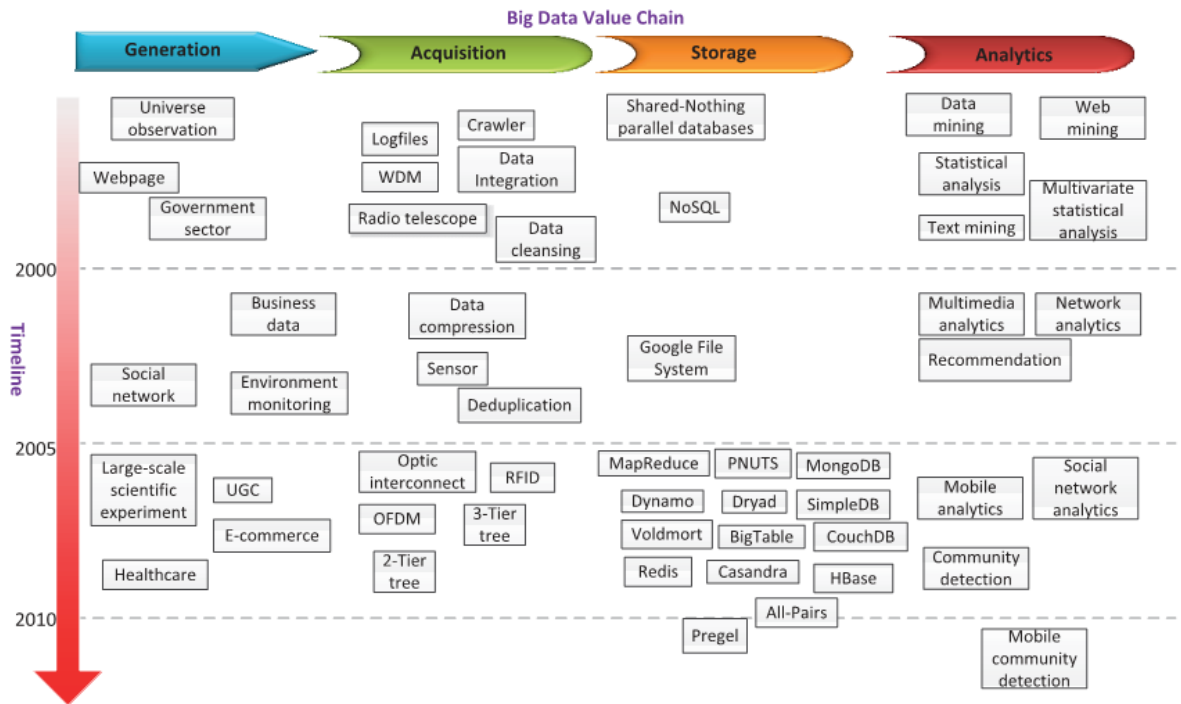 Big Data Value Chain
Generation
Acquisition
Storage
Analytics
Timeline
Universe
observation
Webpage
Government
sector
Logfiles
Crawler
WDM
Data
Integration
Radio telescope
Data
cleansing
Shared-Nothing
parallel databases
NoSQL
Data
mining
Web
mining
Statistical
analysis
Multivariate
statistical
analysis
Text mining
2000
Business
data
Social
network
Environment
monitoring
Data
compression
Sensor
Deduplication
Google File
System
Multimedia
analytics
Network
analytics
Recommendation
2005
Large-scale
scientific
experiment
UGC
E-commerce
Healthcare
Optic
interconnect
RFID
OFDM
3-Tier
tree
2-Tier
tree
MapReduce
PNUTS
MongoDB
Dynamo
Dryad
SimpleDB
Voldmort
BigTable
CouchDB
Redis
Casandra
HBase
All-Pairs
Mobile
analytics
Social
network
analytics
Community
detection
2010
Pregel
Mobile
community
detection